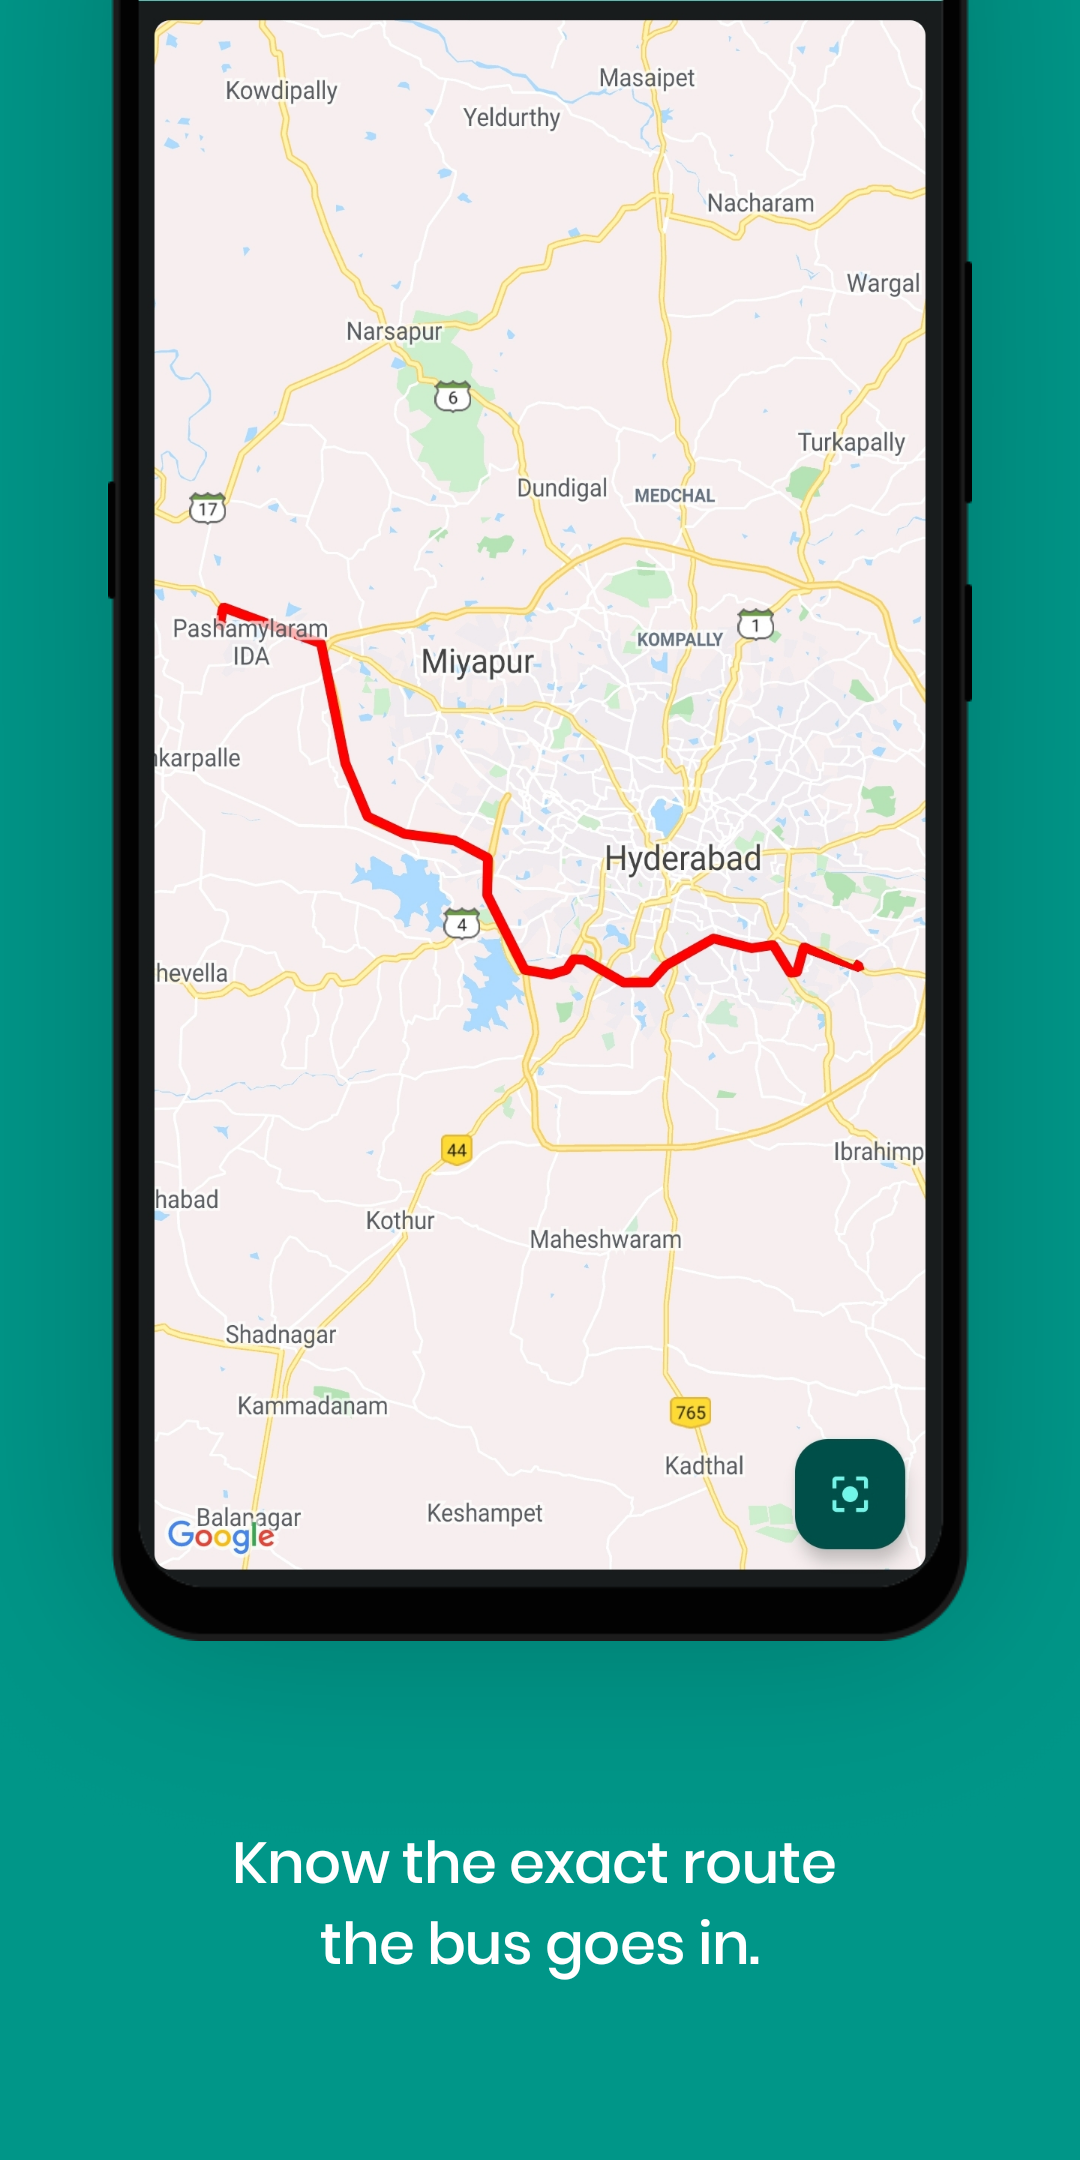 Kowdipally
Masaipet
Yeldurthy
Nacharam
Wargal
Narsapur
6
Turkapally
Dundigal
MEDCHAL
17
Pashamylaram
IDA
1
KOMPALLY
Miyapur
karpalle
Hyderabad
4
hevella
44
Ibrahimp
habad
Kothur
Maheshwaram
Shadnagar
Kammadanam
765
Kadthal
Balanagar
Keshampet
Google
Know the exact route
the bus goes in.